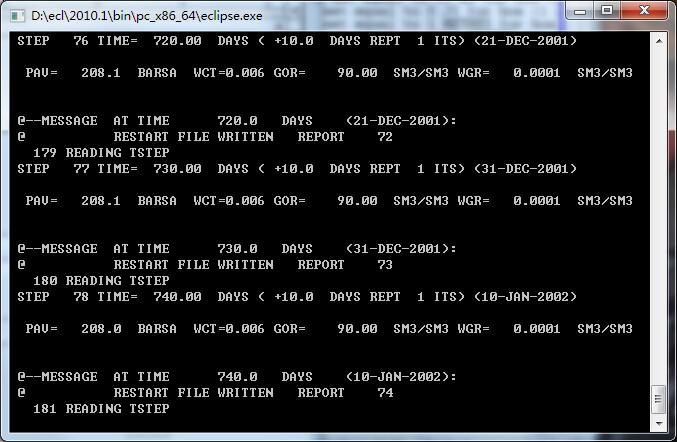 D:\ecl\2010.1\bin\pc_x86_64\eclipse.exe
STEP   76 TIME=  720.00  DAYS ( +10.0  DAYS REPT  1 ITS) (21-DEC-2001)
PAV=   208.1  BARSA  WCT=0.006 GOR=    90.00  SM3/SM3 WGR=   0.0001  SM3/SM3
@--MESSAGE  AT TIME      720.0   DAYS    (21-DEC-2001):
@           RESTART FILE WRITTEN   REPORT    72
179 READING TSTEP
STEP   77 TIME=  730.00  DAYS ( +10.0  DAYS REPT  1 ITS) (31-DEC-2001)
PAV=   208.1  BARSA  WCT=0.006 GOR=    90.00  SM3/SM3 WGR=   0.0001  SM3/SM3
@--MESSAGE  AT TIME      730.0   DAYS    (31-DEC-2001):
@           RESTART FILE WRITTEN   REPORT    73
180 READING TSTEP
STEP   78 TIME=  740.00  DAYS ( +10.0  DAYS REPT  1 ITS) (10-JAN-2002)
PAV=   208.0  BARSA  WCT=0.006 GOR=    90.00  SM3/SM3 WGR=   0.0001  SM3/SM3
@--MESSAGE  AT TIME      740.0   DAYS    (10-JAN-2002):
@           RESTART FILE WRITTEN   REPORT    74
181 READING TSTEP